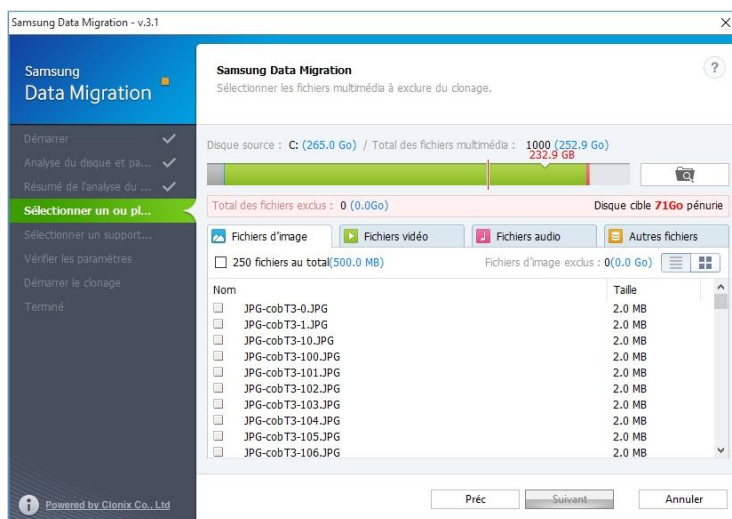 Samsung Data Migration - v.3.1
Samsung
Data Migration
Démarrer
Analyse du disque et pa...
Résumé de l'analyse du ...
Sélectionner un ou pl...
Sélectionner un support...
Vérifier les paramètres
Démarrer le clonage
Terminé
Powered by Clonix Co., Ltd
Samsung Data Migration
Sélectionner les fichiers multimédia à exclure du clonage.
?
Disque source : C: (265.0 Go) / Total des fichiers multimédia : 1000 (252.9 Go)
232.9 GB
Total des fichiers exclus : 0 (0.0Go) Disque cible 71Go pénurie
Fichiers d'image Fichiers vidéo Fichiers audio Autres fichiers
250 fichiers au total(500.0 MB) Fichiers d'image exclus : 0(0.0 Go)
Nom Taille
JPG-cobT3-0.JPG 2.0 MB
JPG-cobT3-1.JPG 2.0 MB
JPG-cobT3-10.JPG 2.0 MB
JPG-cobT3-100.JPG 2.0 MB
JPG-cobT3-101.JPG 2.0 MB
JPG-cobT3-102.JPG 2.0 MB
JPG-cobT3-103.JPG 2.0 MB
JPG-cobT3-104.JPG 2.0 MB
JPG-cobT3-105.JPG 2.0 MB
JPG-cobT3-106.JPG 2.0 MB
Préc Suivant Annuler